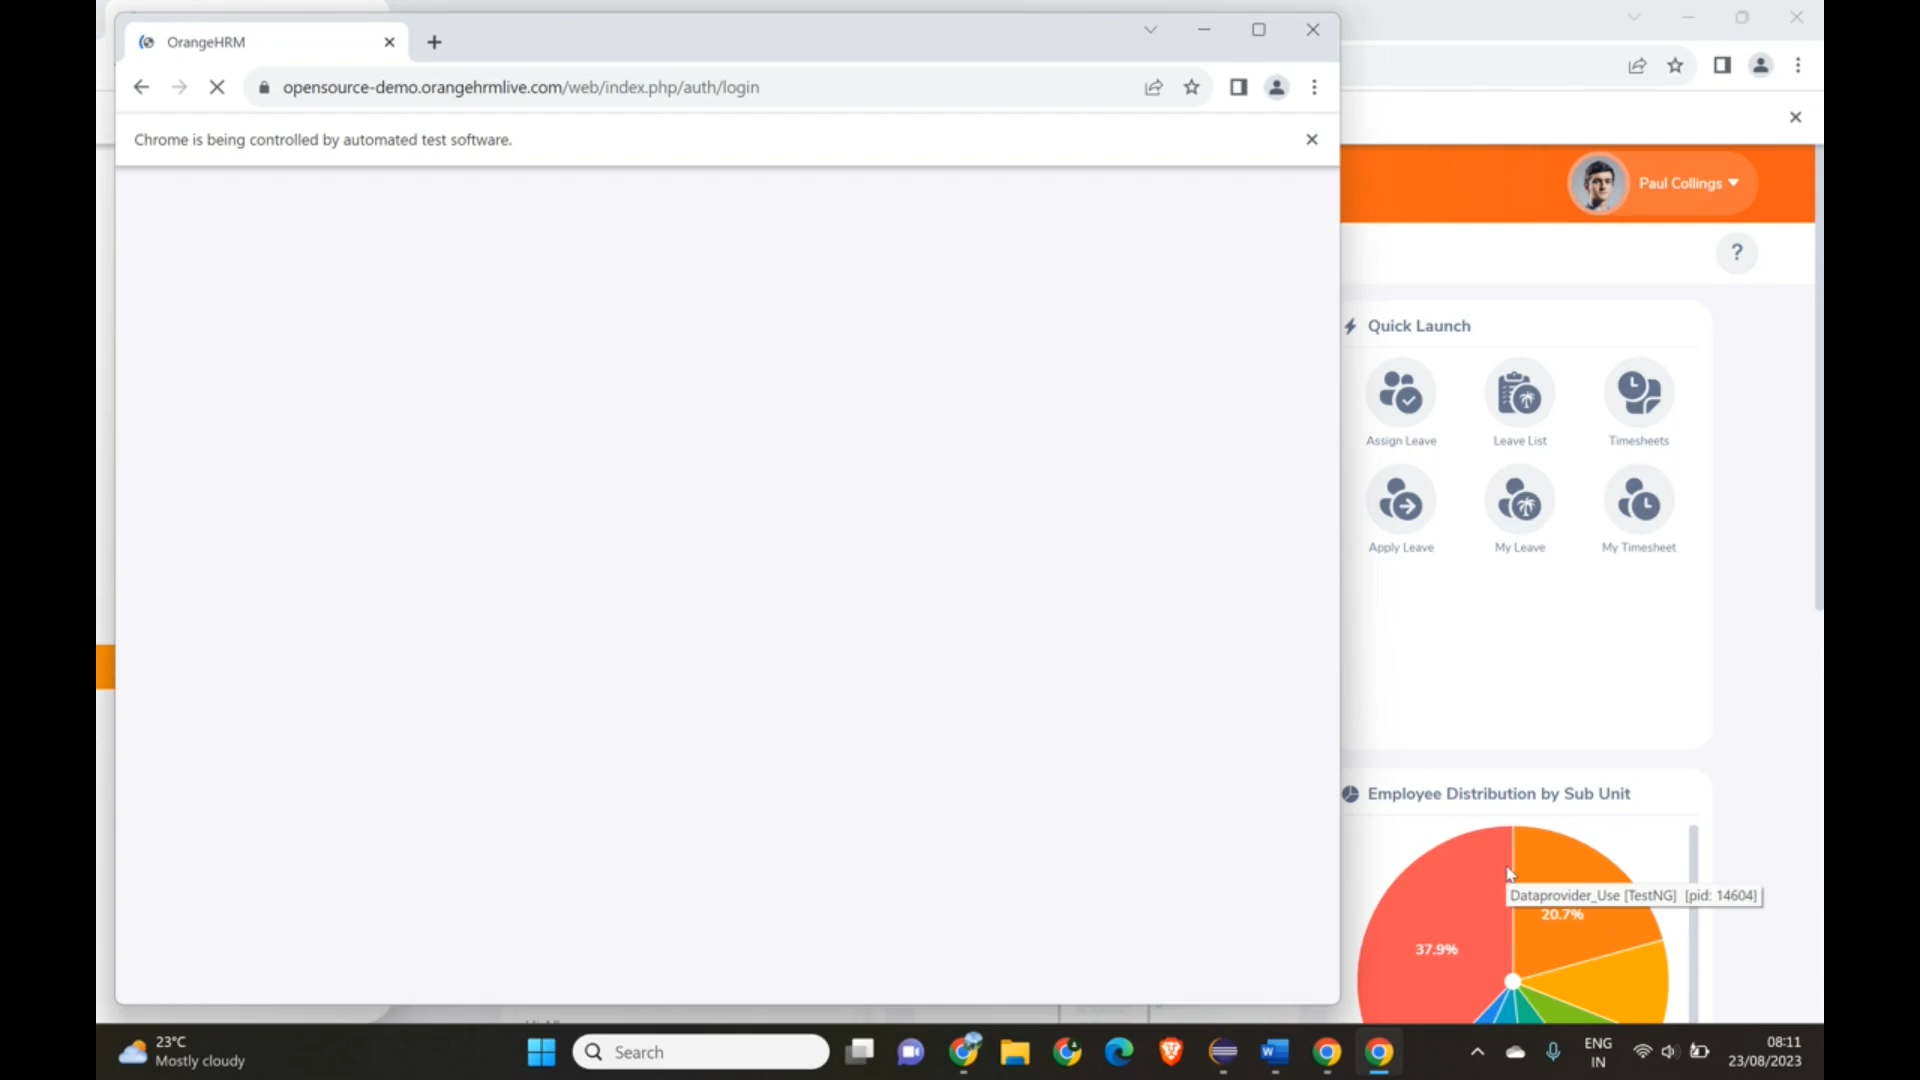 OrangeHRM
opensource-demo.orangehrmlive.com/web/index.php/auth/login
Chrome is being controlled by automated test software.
Paul Collings
?
Quick Launch
Assign Leave
Leave List
Timesheets
Apply Leave
My Leave
My Timesheet
Employee Distribution by Sub Unit
Dataprovider_Use [TestNG] [pid: 14604]
20.7%
37.9%
23°C
Mostly cloudy
Search
ENG
IN
08:11
23/08/2023